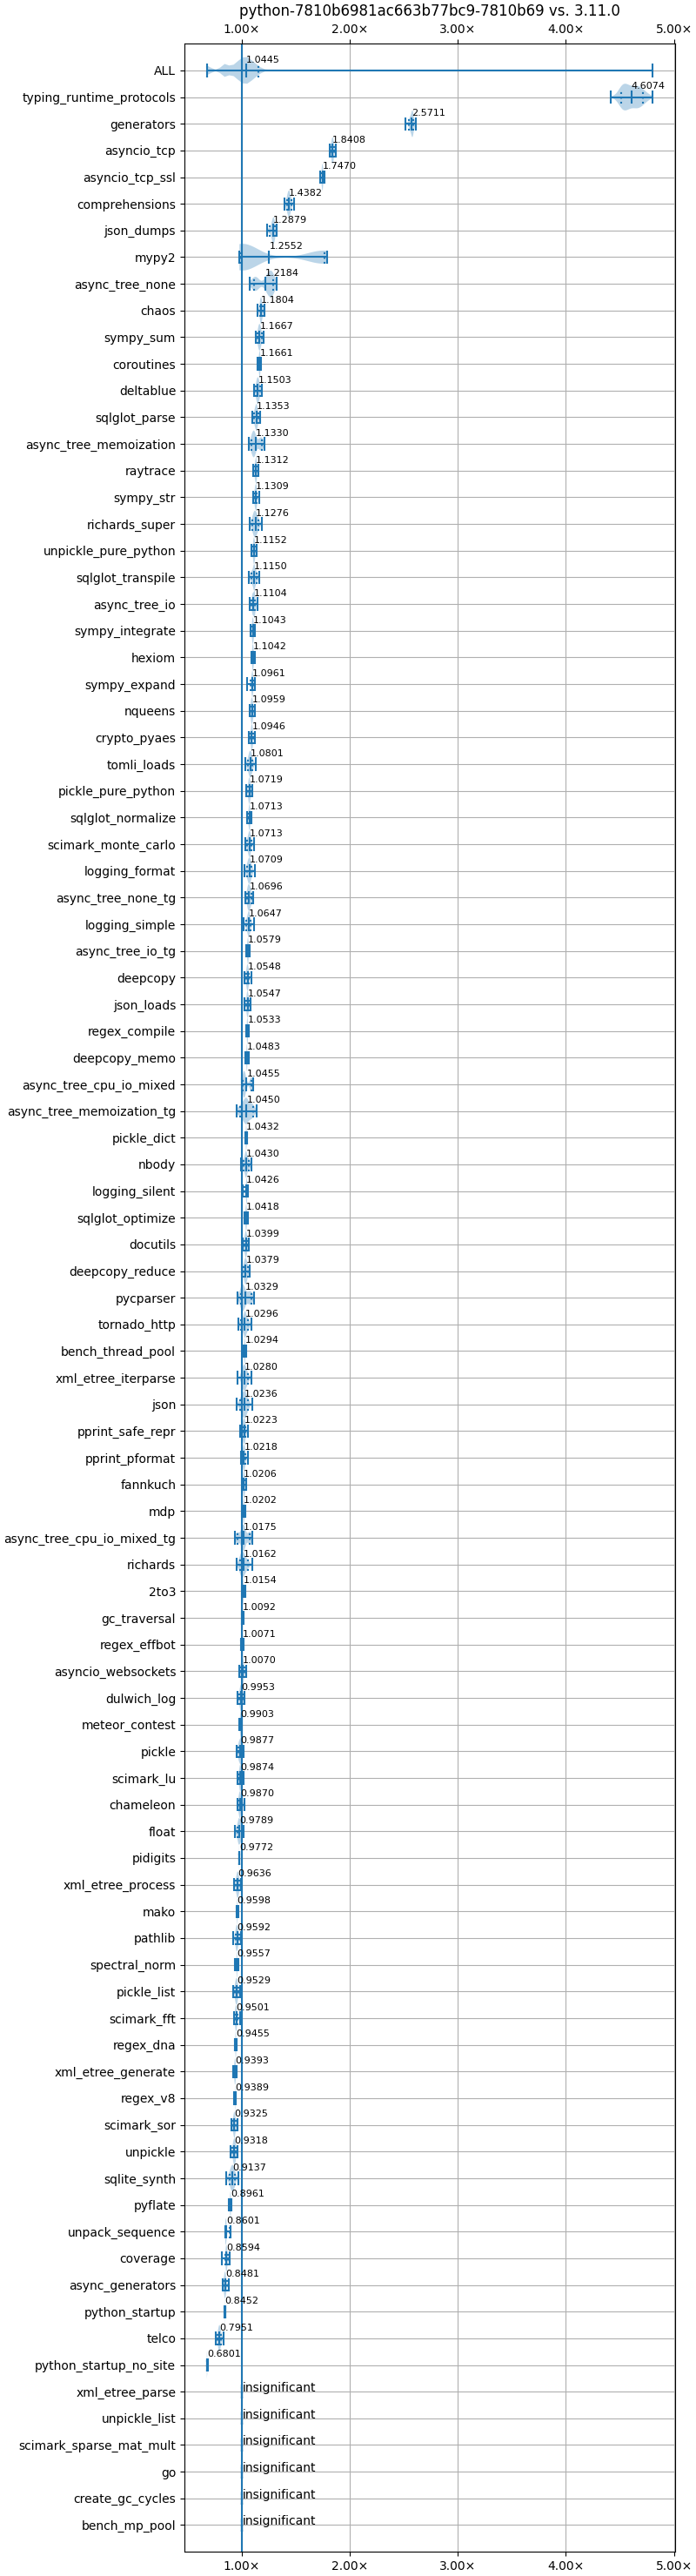 python-7810b6981ac663b77bc9-7810b69 vs. 3.11.0
1.00× 2.00× 3.00× 4.00× 5.00×
ALL 1.0445
typing_runtime_protocols 4.6074
generators 2.5711
asyncio_tcp 1.8408
asyncio_tcp_ssl 1.7470
comprehensions 1.4382
json_dumps 1.2879
mypy2 1.2552
async_tree_none 1.2184
chaos 1.1804
sympy_sum 1.1667
coroutines 1.1661
deltablue 1.1503
sqlglot_parse 1.1353
async_tree_memoization 1.1330
raytrace 1.1312
sympy_str 1.1309
richards_super 1.1276
unpickle_pure_python 1.1152
sqlglot_transpile 1.1150
async_tree_io 1.1104
sympy_integrate 1.1043
hexiom 1.1042
sympy_expand 1.0961
nqueens 1.0959
crypto_pyaes 1.0946
tomli_loads 1.0801
pickle_pure_python 1.0719
sqlglot_normalize 1.0713
scimark_monte_carlo 1.0713
logging_format 1.0709
async_tree_none_tg 1.0696
logging_simple 1.0647
async_tree_io_tg 1.0579
deepcopy 1.0548
json_loads 1.0547
regex_compile 1.0533
deepcopy_memo 1.0483
async_tree_cpu_io_mixed 1.0455
async_tree_memoization_tg 1.0450
pickle_dict 1.0432
nbody 1.0430
logging_silent 1.0426
sqlglot_optimize 1.0418
docutils 1.0399
deepcopy_reduce 1.0379
pycparser 1.0329
tornado_http 1.0296
bench_thread_pool 1.0294
xml_etree_iterparse 1.0280
json 1.0236
pprint_safe_repr 1.0223
pprint_pformat 1.0218
fannkuch 1.0206
mdp 1.0202
async_tree_cpu_io_mixed_tg 1.0175
richards 1.0162
2to3 1.0154
gc_traversal 1.0092
regex_effbot 1.0071
asyncio_websockets 1.0070
dulwich_log 0.9953
meteor_contest 0.9903
pickle 0.9877
scimark_lu 0.9874
chameleon 0.9870
float 0.9789
pidigits 0.9772
xml_etree_process 0.9636
mako 0.9598
pathlib 0.9592
spectral_norm 0.9557
pickle_list 0.9529
scimark_fft 0.9501
regex_dna 0.9455
xml_etree_generate 0.9393
regex_v8 0.9389
scimark_sor 0.9325
unpickle 0.9318
sqlite_synth 0.9137
pyflate 0.8961
unpack_sequence 0.8601
coverage 0.8594
async_generators 0.8481
python_startup 0.8452
telco 0.7951
python_startup_no_site 0.6801
xml_etree_parse insignificant
unpickle_list insignificant
scimark_sparse_mat_mult insignificant
go insignificant
create_gc_cycles insignificant
bench_mp_pool insignificant
1.00× 2.00× 3.00× 4.00× 5.00×